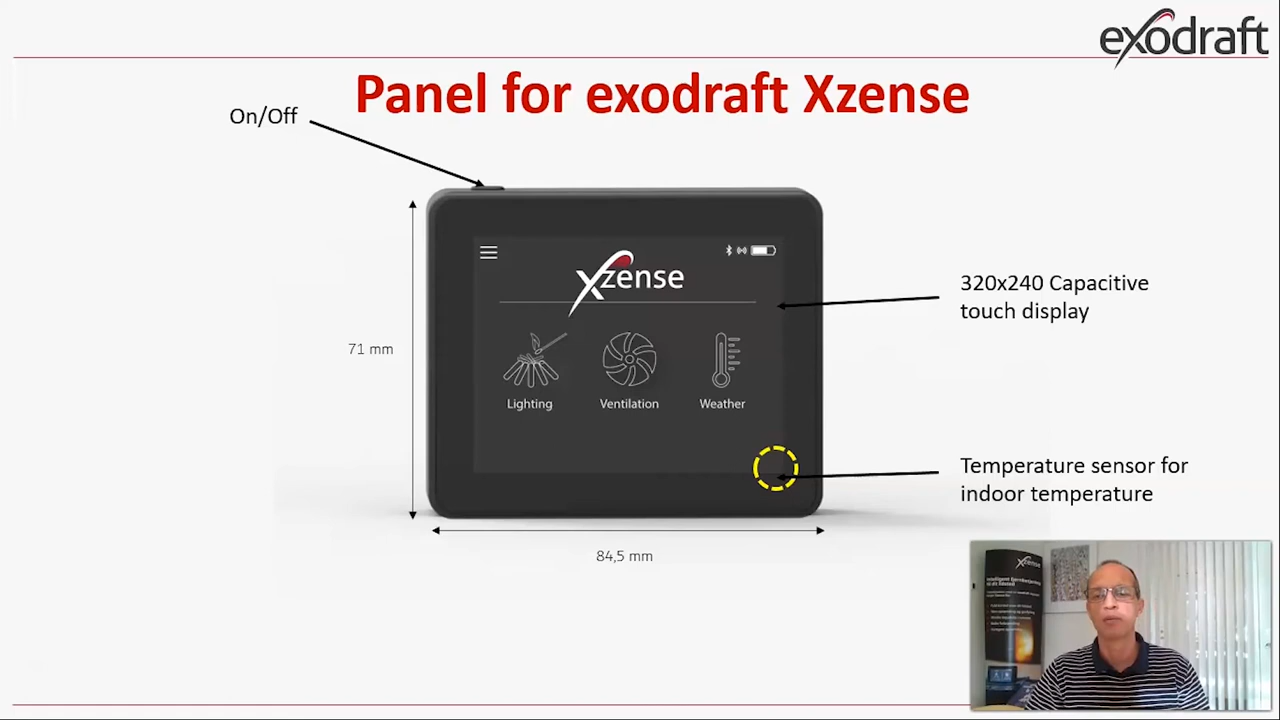 exodraft
Panel for exodraft Xzense
On/Off
xzense
320x240 Capacitive
touch display
71 mm
Lighting
Ventilation
Weather
Temperature sensor for
indoor temperature
84,5 mm
xzense